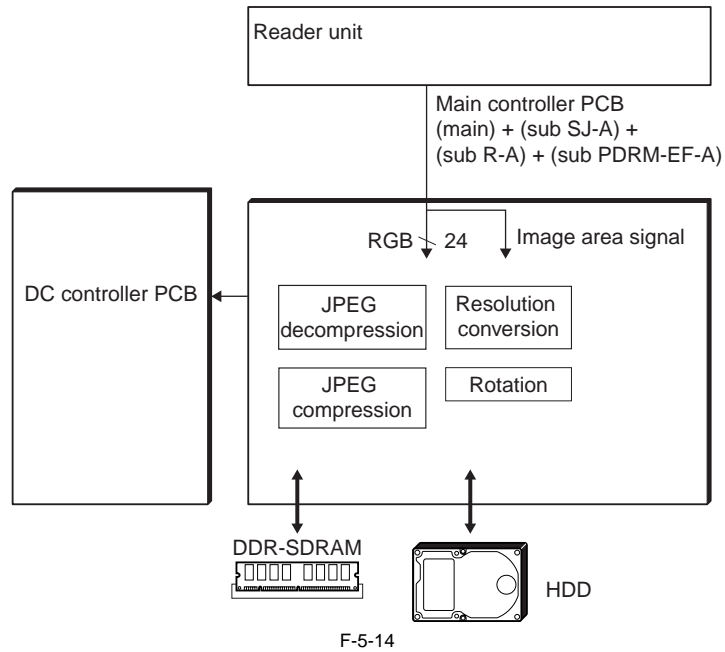 Reader unit
Main controller PCB
(main) + (sub SJ-A) +
(sub R-A) + (sub PDRM-EF-A)
RGB 24 Image area signal
DC controller PCB
JPEG
decompression
Resolution
conversion
JPEG
compression
Rotation
DDR-SDRAM
HDD
F-5-14